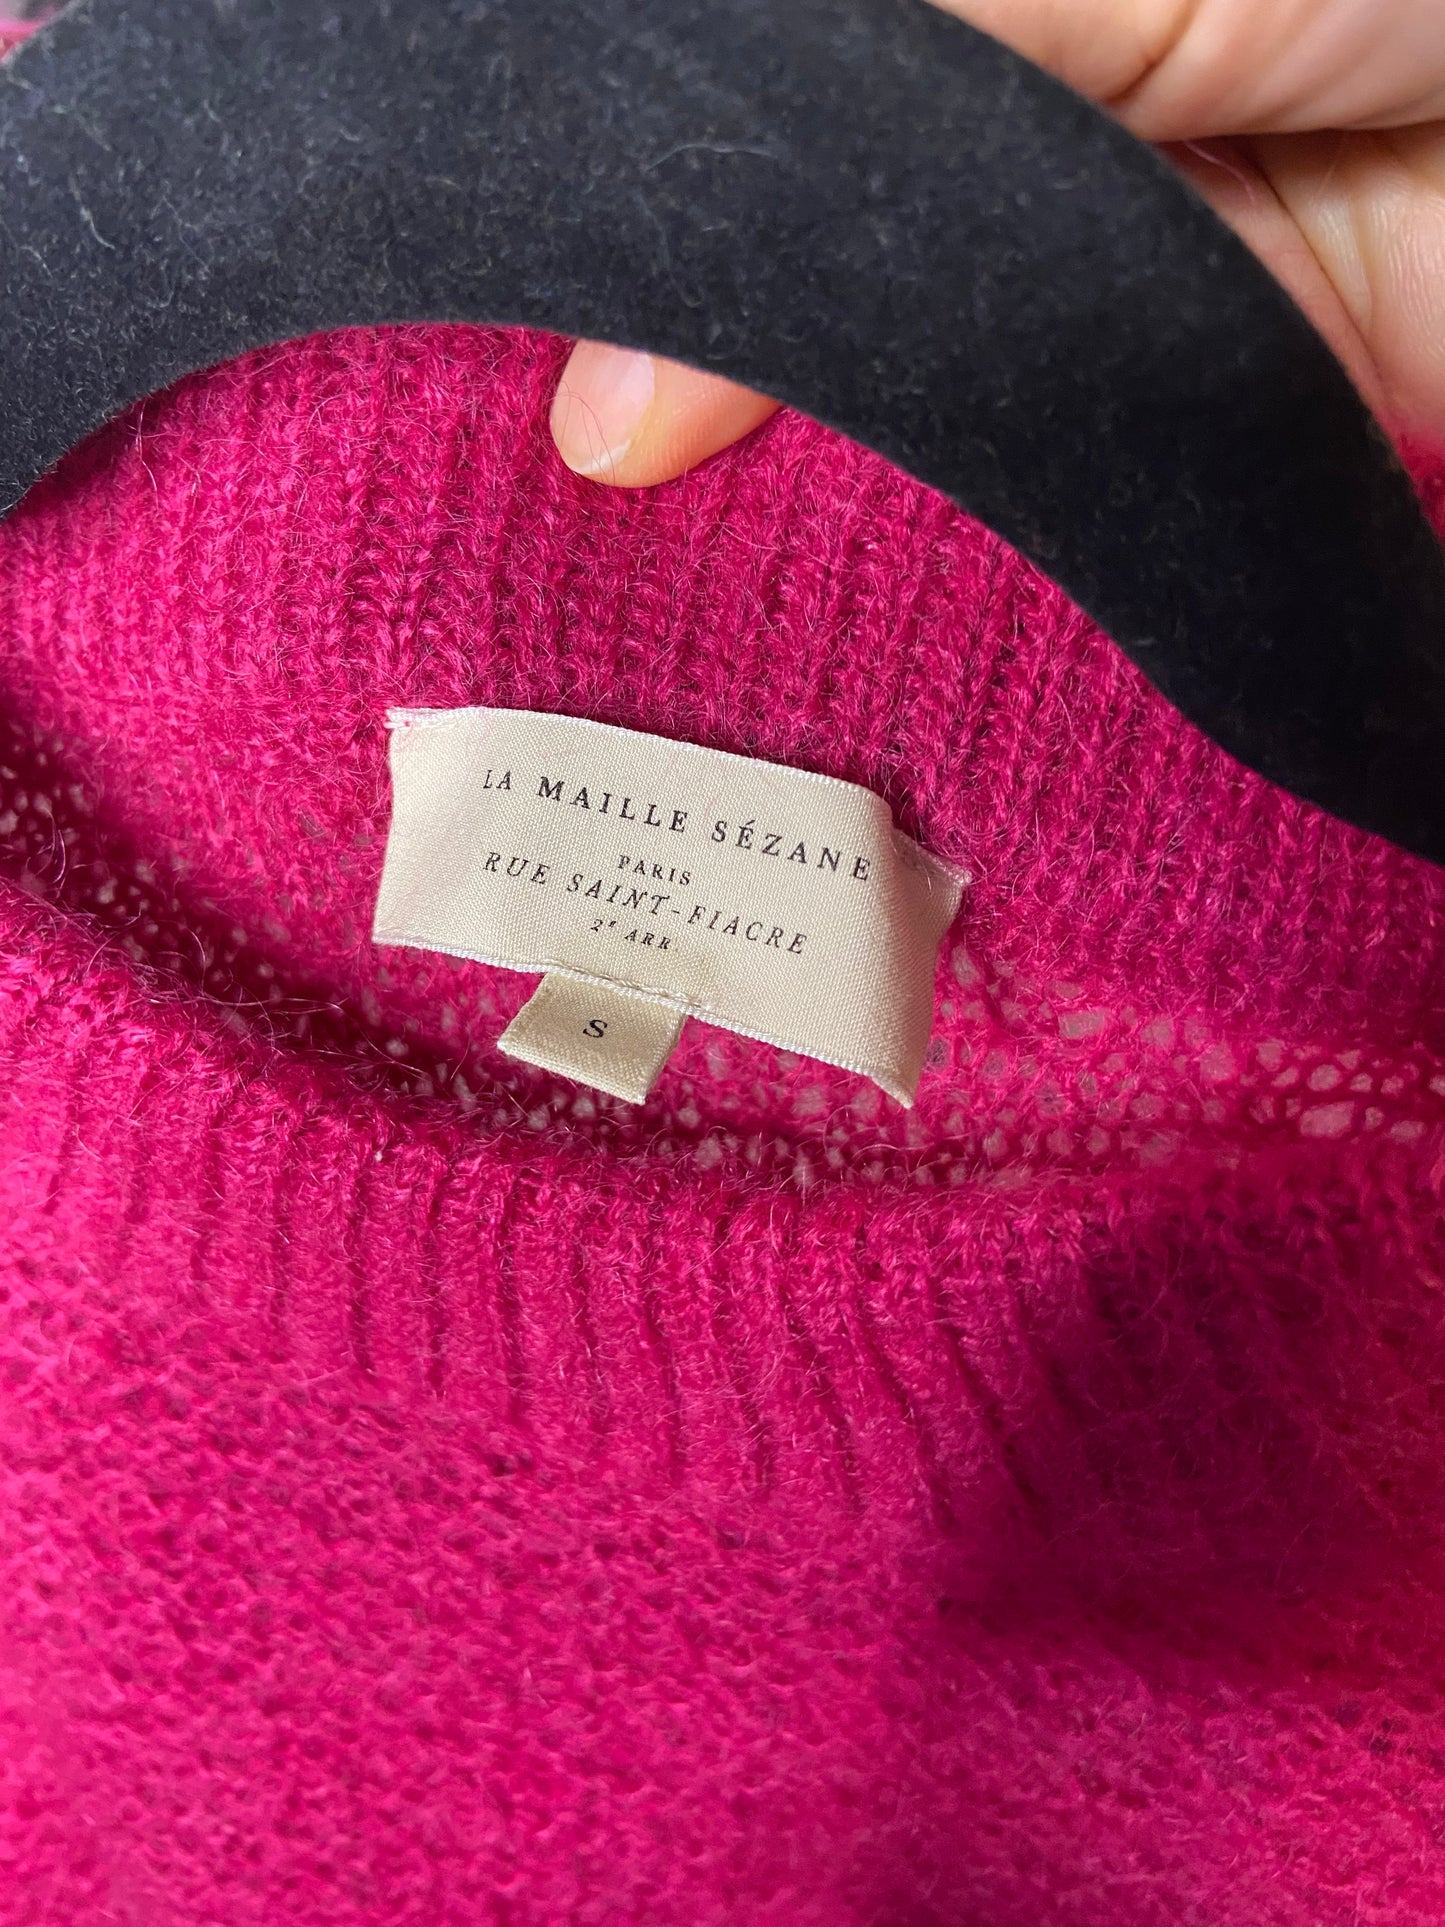 LA MAILLE SÉZANE
PARIS
RUE SAINT-FIACRE
2e ARR
S